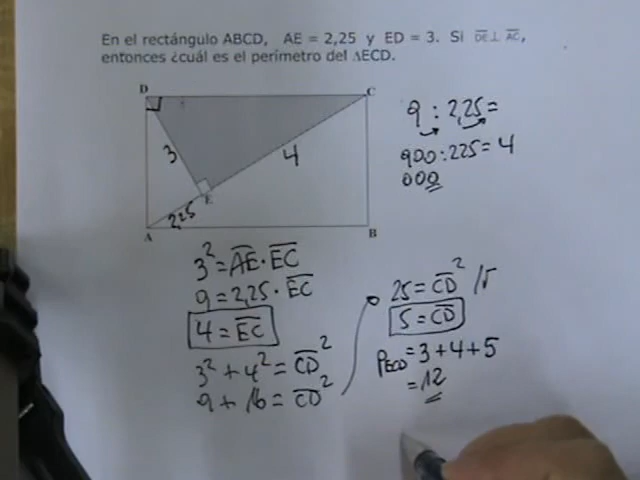 En el rectángulo ABCD, AE = 2,25 y ED = 3. Si DE ⊥ AC,
entonces ¿cuál es el perímetro del ΔECD.
D
C
3
4
E
2,25
A
B
9 : 2,25 =
900 : 225 = 4
000
3² = AE · EC
9 = 2,25 · EC
4 = EC
3² + 4² = CD²
9 + 16 = CD²
25 = CD² /√
5 = CD
PECD = 3 + 4 + 5
= 12